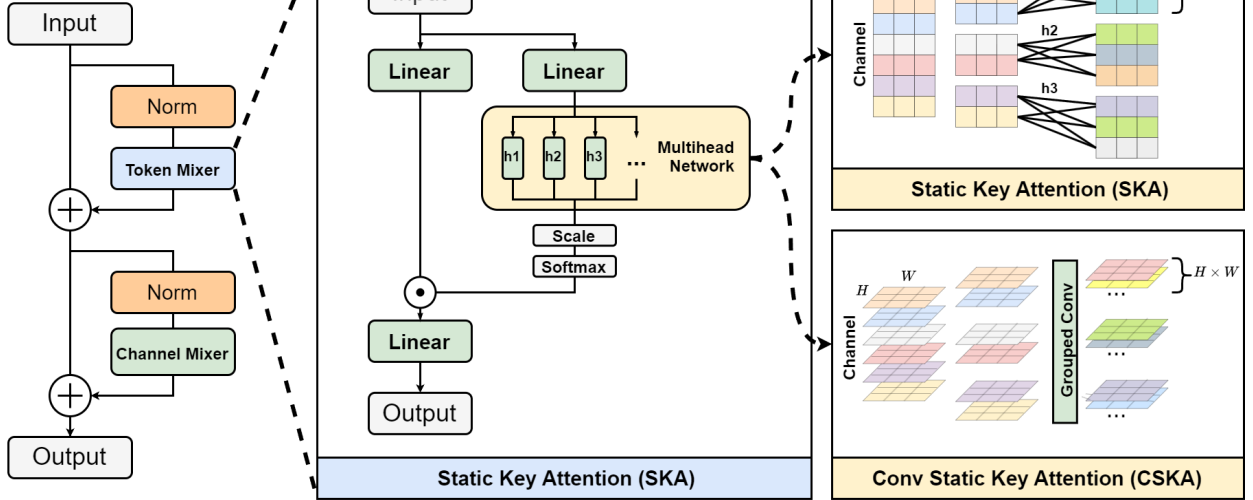 Input
Norm
Token Mixer
Norm
Channel Mixer
Output
Linear
Linear
h1
h2
h3
...
Multihead
Network
Scale
Softmax
Linear
Output
Static Key Attention (SKA)
Channel
h2
h3
Static Key Attention (SKA)
W
H
Channel
Grouped Conv
H × W
...
...
...
Conv Static Key Attention (CSKA)